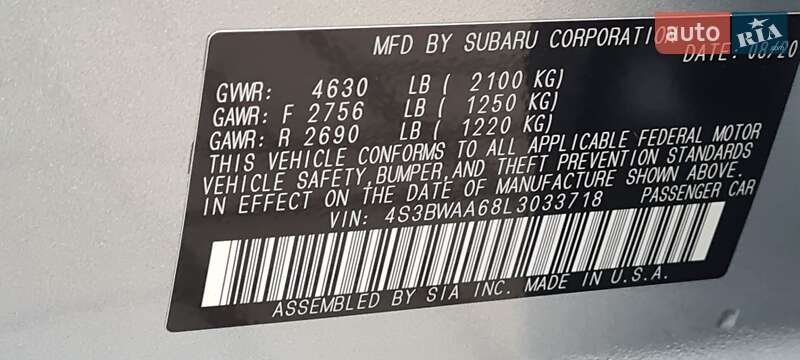 auto RIA
MFD BY SUBARU CORPORATION
DATE: 08/20
GVWR: 4630 LB ( 2100 KG)
GAWR: F 2756 LB ( 1250 KG)
GAWR: R 2690 LB ( 1220 KG)
THIS VEHICLE CONFORMS TO ALL APPLICABLE FEDERAL MOTOR
VEHICLE SAFETY,BUMPER,AND THEFT PREVENTION STANDARDS
IN EFFECT ON THE DATE OF MANUFACTURE SHOWN ABOVE.
VIN: 4S3BWAA68L3033718 PASSENGER CAR
ASSEMBLED BY SIA INC. MADE IN U.S.A.